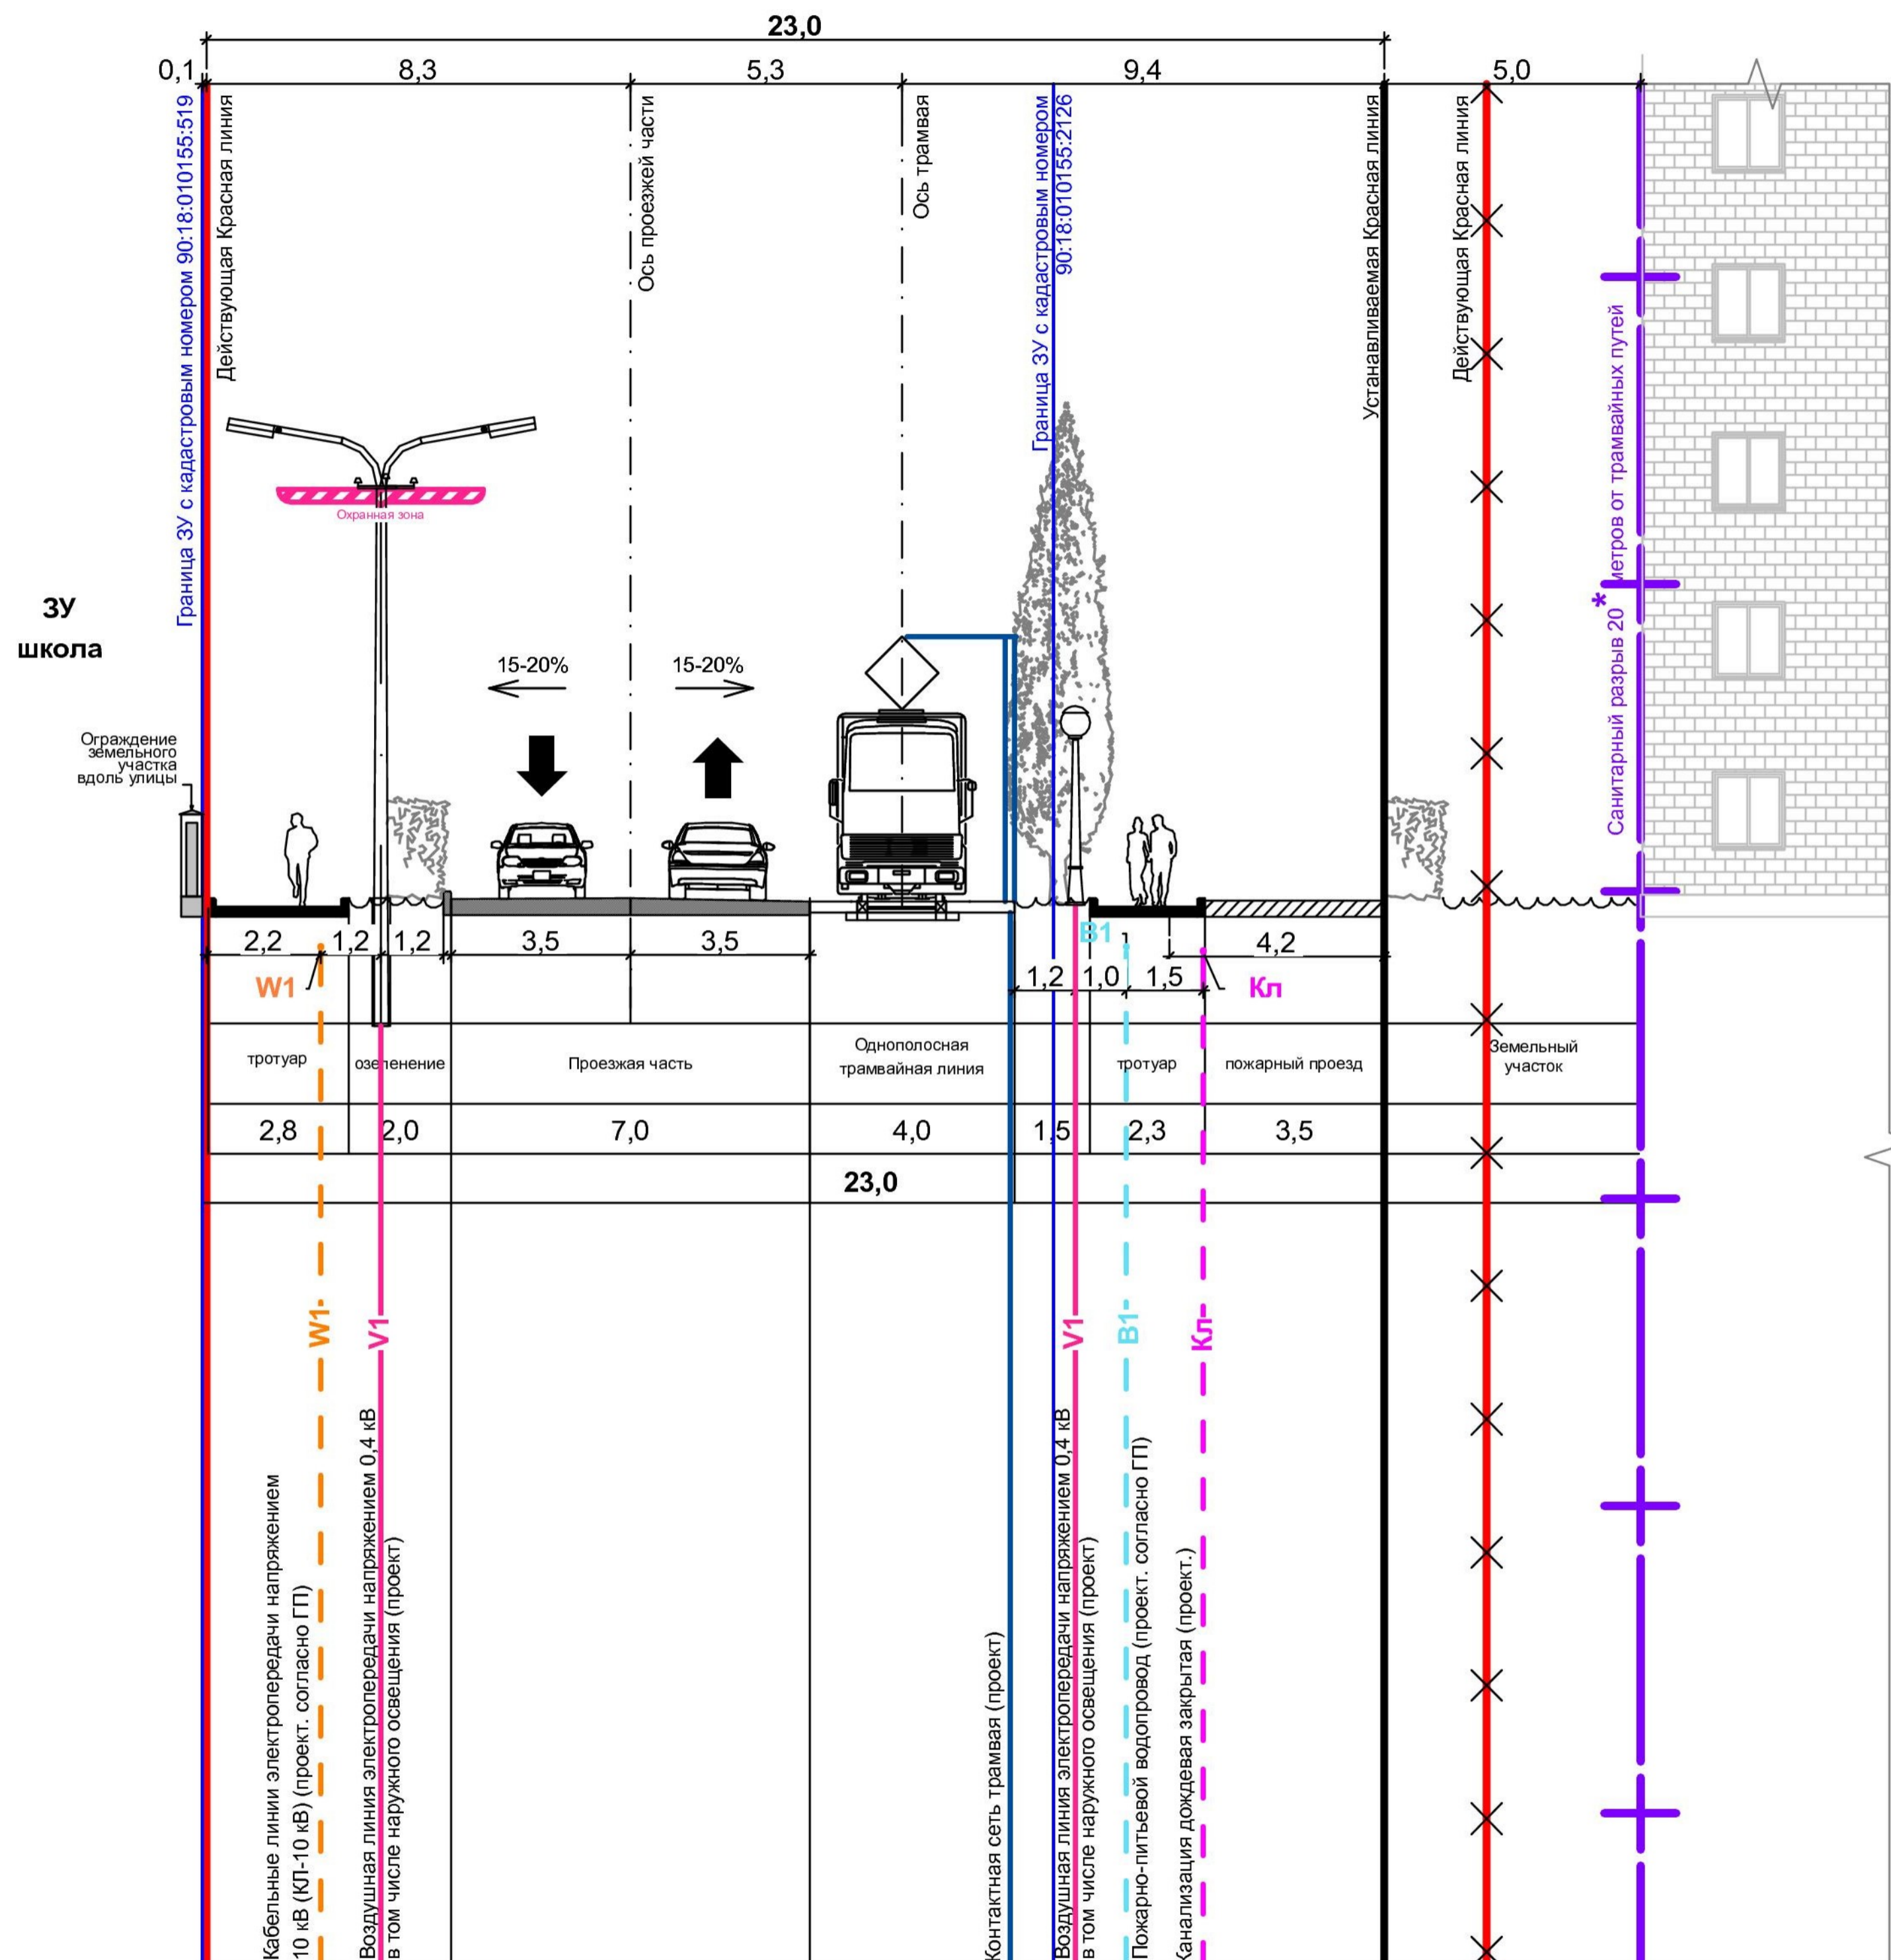 23,0
0,1
8,3
5,3
9,4
5,0
Граница ЗУ с кадастровым номером 90:18:010155:519
Действующая Красная линия
Ось проезжей части
Ось трамвая
Граница ЗУ с кадастровым номером
90:18:010155:2126
Устанавливаемая Красная линия
Действующая Красная линия
Санитарный разрыв 20* метров от трамвайных путей
Охранная зона
ЗУ
школа
15-20%
15-20%
Ограждение
земельного
участка
вдоль улицы
2,2
1,2
1,2
3,5
3,5
В1
4,2
W1
1,2
1,0
1,5
Кл
тротуар
озеленение
Проезжая часть
Однополосная
трамвайная линия
тротуар
пожарный проезд
Земельный
участок
2,8
2,0
7,0
4,0
1,5
2,3
3,5
23,0
W1
V1
V1
В1
Кл
Кабельные линии электропередачи напряжением
10 кВ (КЛ-10 кВ) (проект. согласно ГП)
Воздушная линия электропередачи напряжением 0,4 кВ
в том числе наружного освещения (проект)
Контактная сеть трамвая (проект)
Воздушная линия электропередачи напряжением 0,4 кВ
в том числе наружного освещения (проект)
Пожарно-питьевой водопровод (проект. согласно ГП)
Канализация дождевая закрытая (проект.)